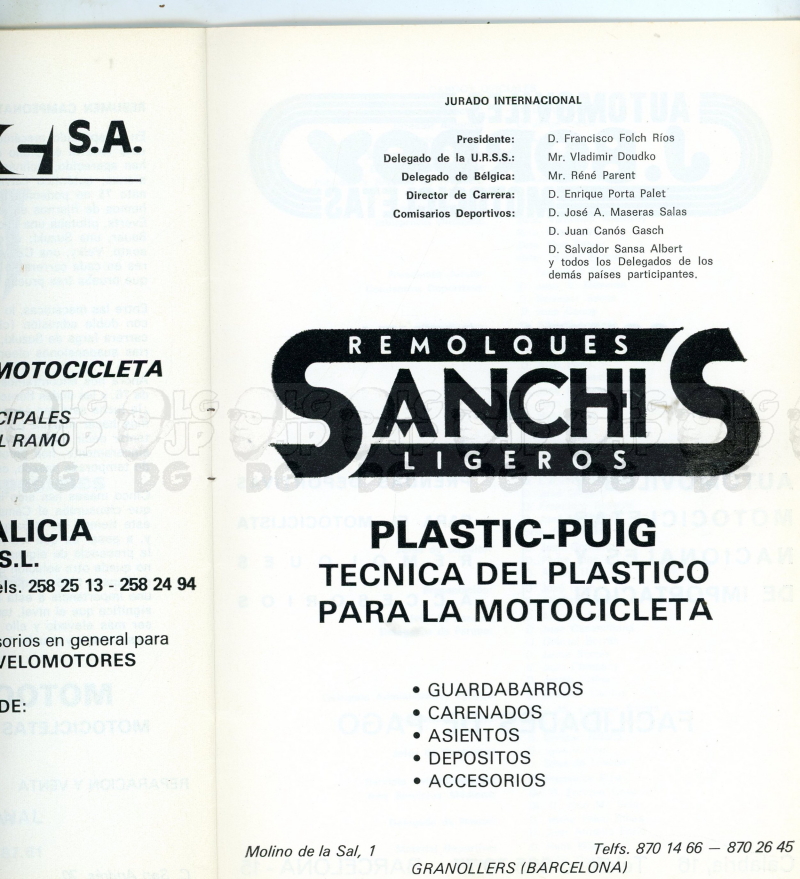 S.A.
MOTOCICLETA
CIPALES
L RAMO
ALICIA
S.L.
els. 258 25 13 - 258 24 94
sorios en general para
VELOMOTORES
DE:
JURADO INTERNACIONAL
Presidente: D. Francisco Folch Ríos
Delegado de la U.R.S.S.: Mr. Vladimir Doudko
Delegado de Bélgica: Mr. Réné Parent
Director de Carrera: D. Enrique Porta Palet
Comisarios Deportivos: D. José A. Maseras Salas
D. Juan Canós Gasch
D. Salvador Sansa Albert
y todos los Delegados de los
demás países participantes.
REMOLQUES
SANCHIS
LIGEROS
PLASTIC-PUIG
TECNICA DEL PLASTICO
PARA LA MOTOCICLETA
• GUARDABARROS
• CARENADOS
• ASIENTOS
• DEPOSITOS
• ACCESORIOS
Molino de la Sal, 1 Telfs. 870 14 66 — 870 26 45
GRANOLLERS (BARCELONA)